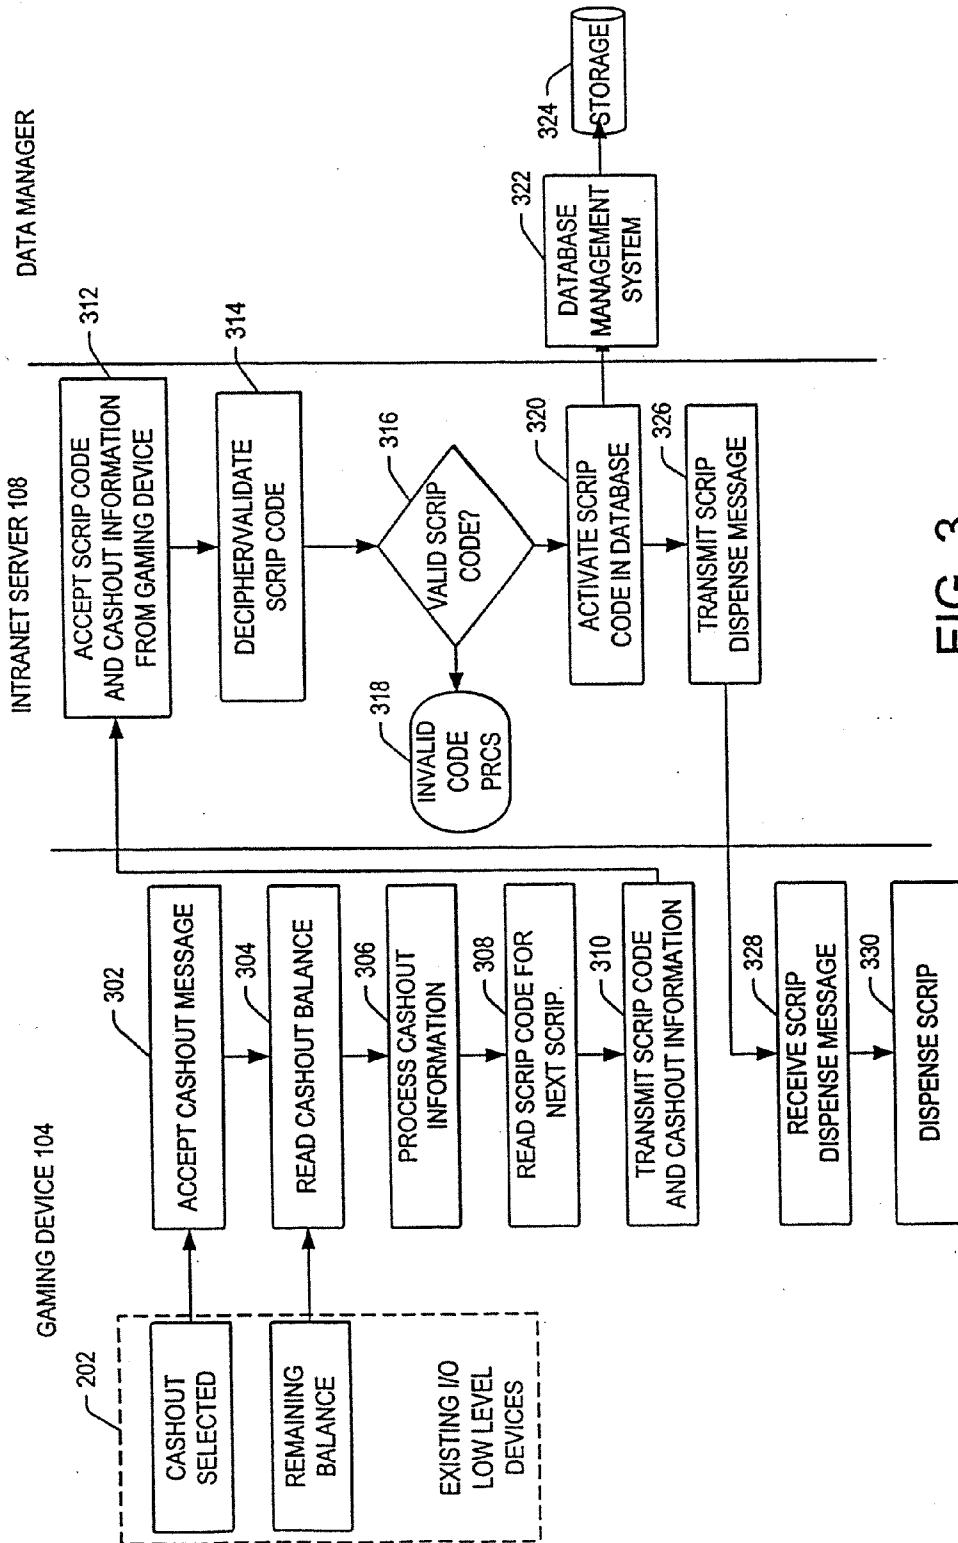 GAMING DEVICE 104
INTRANET SERVER 108
DATA MANAGER
202
CASHOUT
SELECTED
REMAINING
BALANCE
EXISTING I/O
LOW LEVEL
DEVICES
302
ACCEPT CASHOUT MESSAGE
304
READ CASHOUT BALANCE
306
PROCESS CASHOUT
INFORMATION
308
READ SCRIP CODE FOR
NEXT SCRIP
310
TRANSMIT SCRIP CODE
AND CASHOUT INFORMATION
312
ACCEPT SCRIP CODE
AND CASHOUT INFORMATION
FROM GAMING DEVICE
314
DECIPHER/VALIDATE
SCRIP CODE
316
VALID SCRIP
CODE?
318
INVALID
CODE
PRCS
320
ACTIVATE SCRIP
CODE IN DATABASE
322
DATABASE
MANAGEMENT
SYSTEM
324
STORAGE
326
TRANSMIT SCRIP
DISPENSE MESSAGE
328
RECEIVE SCRIP
DISPENSE MESSAGE
330
DISPENSE SCRIP
FIG. 3